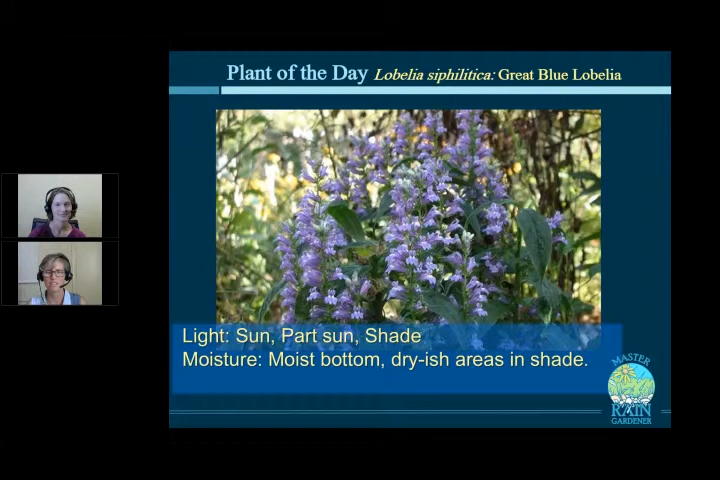 Plant of the Day Lobelia siphilitica: Great Blue Lobelia
Light: Sun, Part sun, Shade
Moisture: Moist bottom, dry-ish areas in shade.
MASTER
RAIN
GARDENER